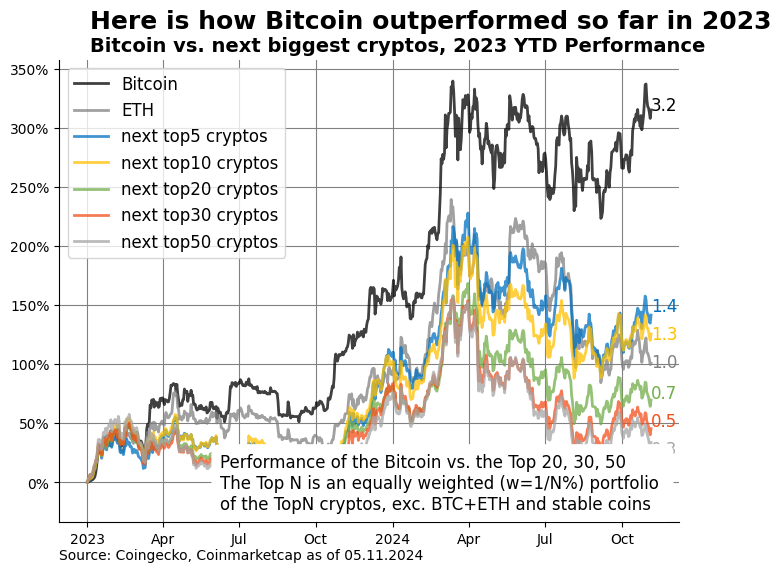 Here is how Bitcoin outperformed so far in 2023
Bitcoin vs. next biggest cryptos, 2023 YTD Performance
350%
300%
250%
200%
150%
100%
50%
0%
Bitcoin
ETH
next top5 cryptos
next top10 cryptos
next top20 cryptos
next top30 cryptos
next top50 cryptos
3.2
1.4
1.3
1.0
0.7
0.5
Performance of the Bitcoin vs. the Top 20, 30, 50
The Top N is an equally weighted (w=1/N%) portfolio
of the TopN cryptos, exc. BTC+ETH and stable coins
2023 Apr Jul Oct 2024 Apr Jul Oct
Source: Coingecko, Coinmarketcap as of 05.11.2024